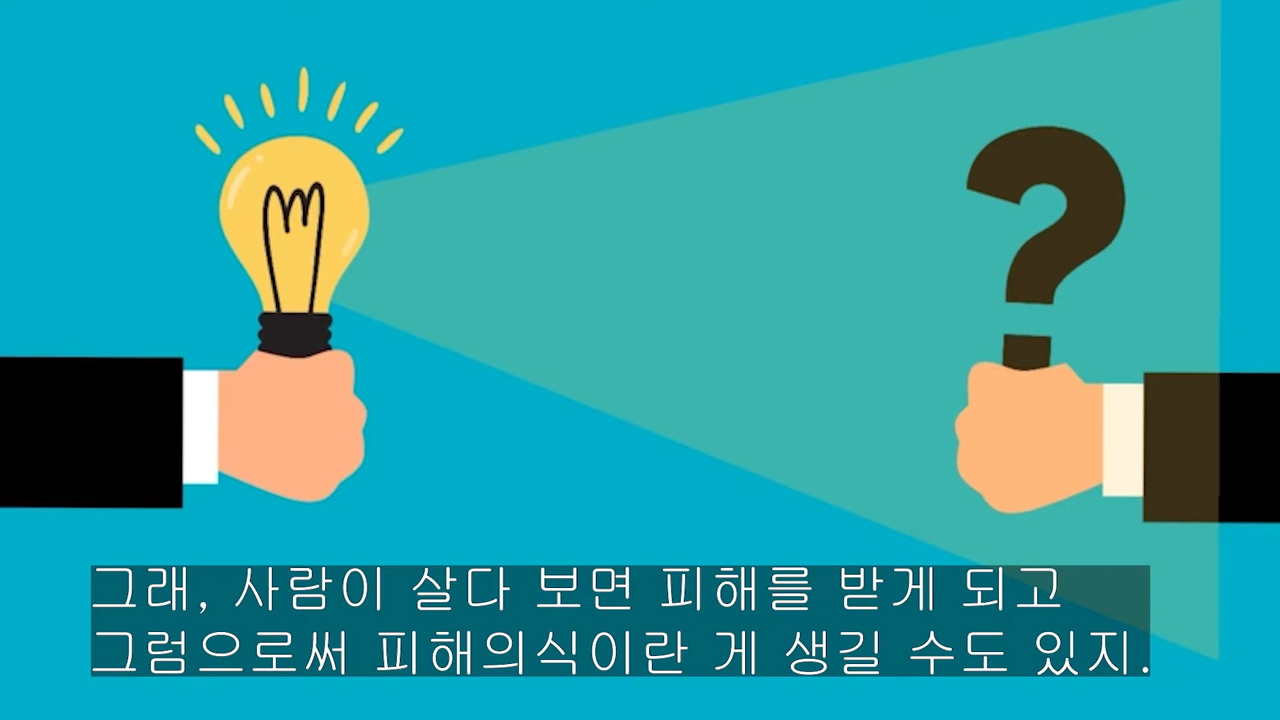 그래, 사람이 살다 보면 피해를 받게 되고
그럼으로써 피해의식이란 게 생길 수도 있지.